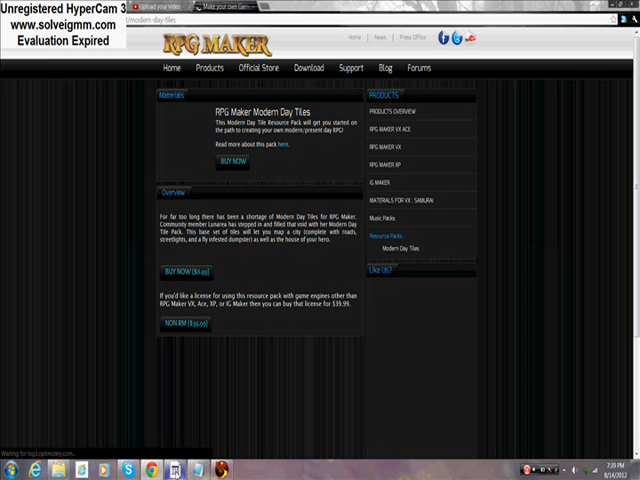 Unregistered HyperCam 3
www.solveigmm.com
Evaluation Expired
Upload your video
Make your own Gam
t/modern-day-tiles
RPG MAKER
Home | News | Press Office
Home Products Official Store Download Support Blog Forums
Materials
RPG Maker Modern Day Tiles
This Modern Day Tile Resource Pack will get you started on
the path to creating your own modern/present day RPG!
Read more about this pack here.
BUY NOW
Overview
For far too long there has been a shortage of Modern Day Tiles for RPG Maker.
Community member Lunarea has stepped in and filled that void with her Modern Day
Tile Pack. This base set of tiles will let you map a city (complete with roads,
streetlights, and a fly infested dumpster) as well as the house of your hero.
BUY NOW ($6.99)
If you'd like a license for using this resource pack with game engines other than
RPG Maker VX, Ace, XP, or IG Maker then you can buy that license for $39.99.
NON RM ($39.99)
PRODUCTS
PRODUCTS OVERVIEW
RPG MAKER VX ACE
RPG MAKER VX
RPG MAKER XP
IG MAKER
MATERIALS FOR VX : SAMURAI
Music Packs
Resource Packs
Modern Day Tiles
Like Us?
Waiting for log3.optimizely.com...
7:39 PM
8/14/2012